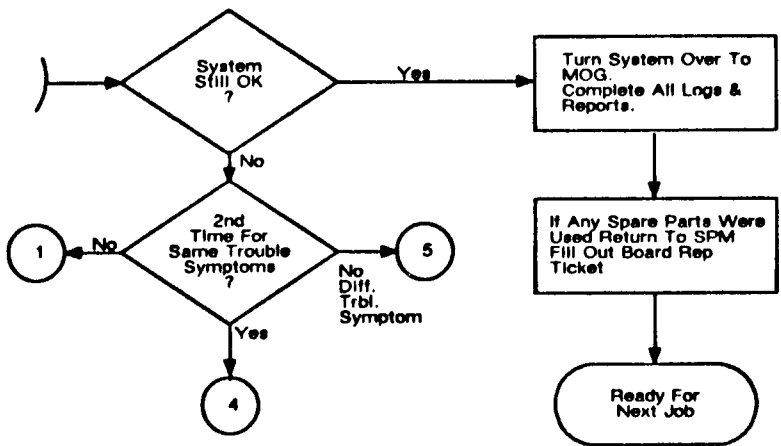 System
Still OK
?
Yes
Turn System Over To
MOG.
Complete All Logs &
Reports.
No
2nd
Time For
Same Trouble
Symptoms
?
No
1
No
Diff.
Trbl.
Symptom
5
Yes
4
If Any Spare Parts Were
Used Return To SPM
Fill Out Board Rep
Ticket
Ready For
Next Job